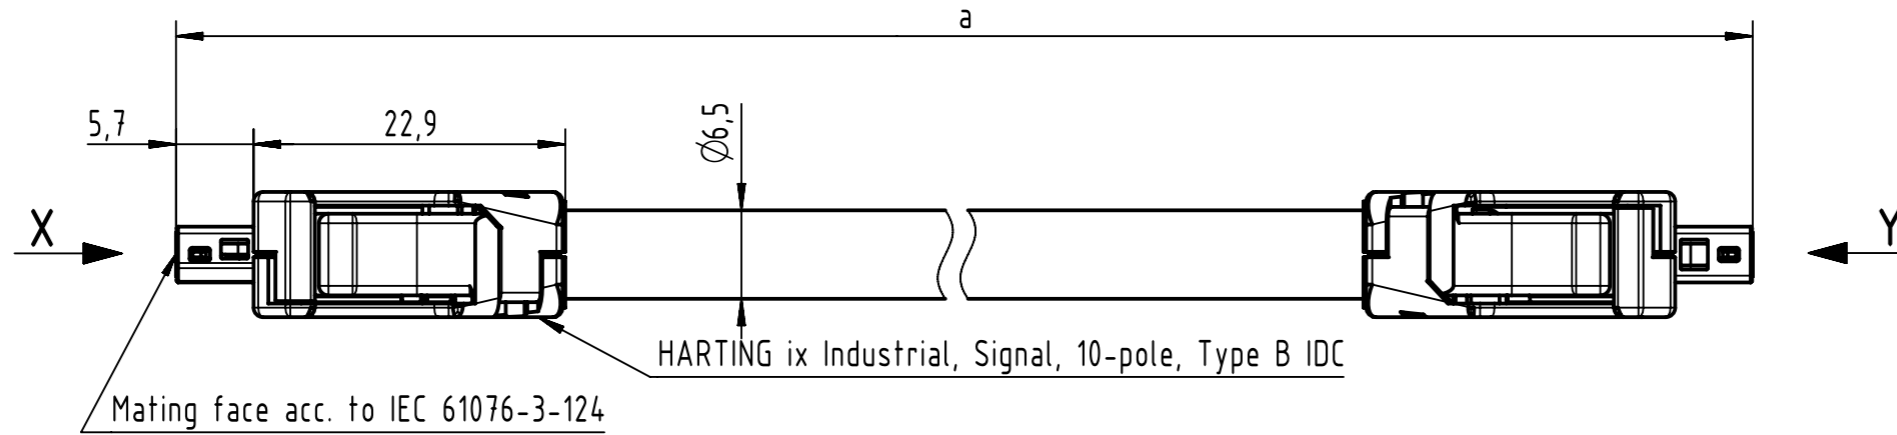 a
5,7
22,9
Ø6,5
X
Y
HARTING ix Industrial, Signal, 10-pole, Type B IDC
Mating face acc. to IEC 61076-3-124